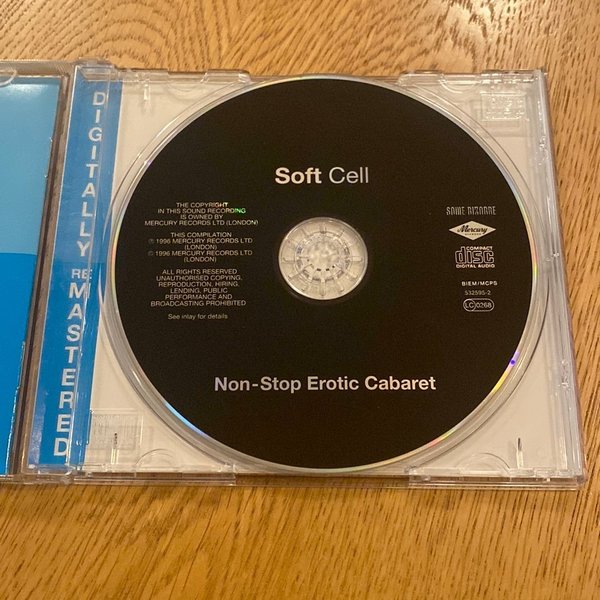 DIGITALLY RE:MASTERED
Soft Cell
THE COPYRIGHT
IN THIS SOUND RECORDING
IS OWNED BY
MERCURY RECORDS LTD (LONDON)
THIS COMPILATION
℗ 1996 MERCURY RECORDS LTD
(LONDON)
© 1996 MERCURY RECORDS LTD
(LONDON)
ALL RIGHTS RESERVED
UNAUTHORISED COPYING,
REPRODUCTION, HIRING,
LENDING, PUBLIC
PERFORMANCE AND
BROADCASTING PROHIBITED
See inlay for details
SOME BIZARRE
Mercury
RECORDS
COMPACT
disc
DIGITAL AUDIO
BIEM/MCPS
532595-2
LC 0268
Non-Stop Erotic Cabaret